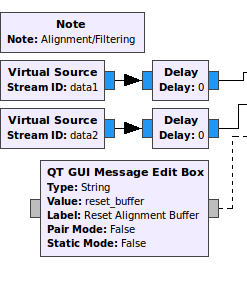 Note
Note: Alignment/Filtering
Virtual Source
Stream ID: data1
Delay
Delay: 0
Virtual Source
Stream ID: data2
Delay
Delay: 0
QT GUI Message Edit Box
Type: String
Value: reset_buffer
Label: Reset Alignment Buffer
Pair Mode: False
Static Mode: False